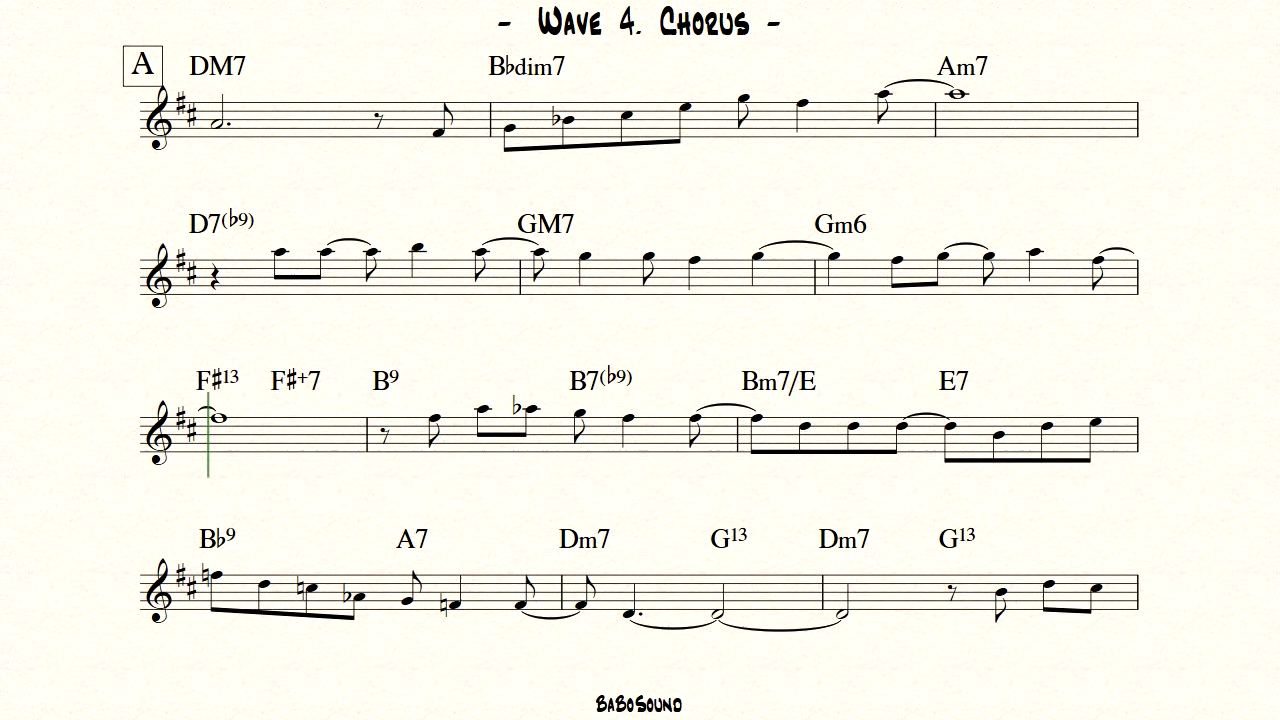 - Wave 4. Chorus -
A DM7 B♭dim7 Am7
D7(♭9) GM7 Gm6
F♯13 F♯+7 B9 B7(♭9) Bm7/E E7
B♭9 A7 Dm7 G13 Dm7 G13
BaBoSound